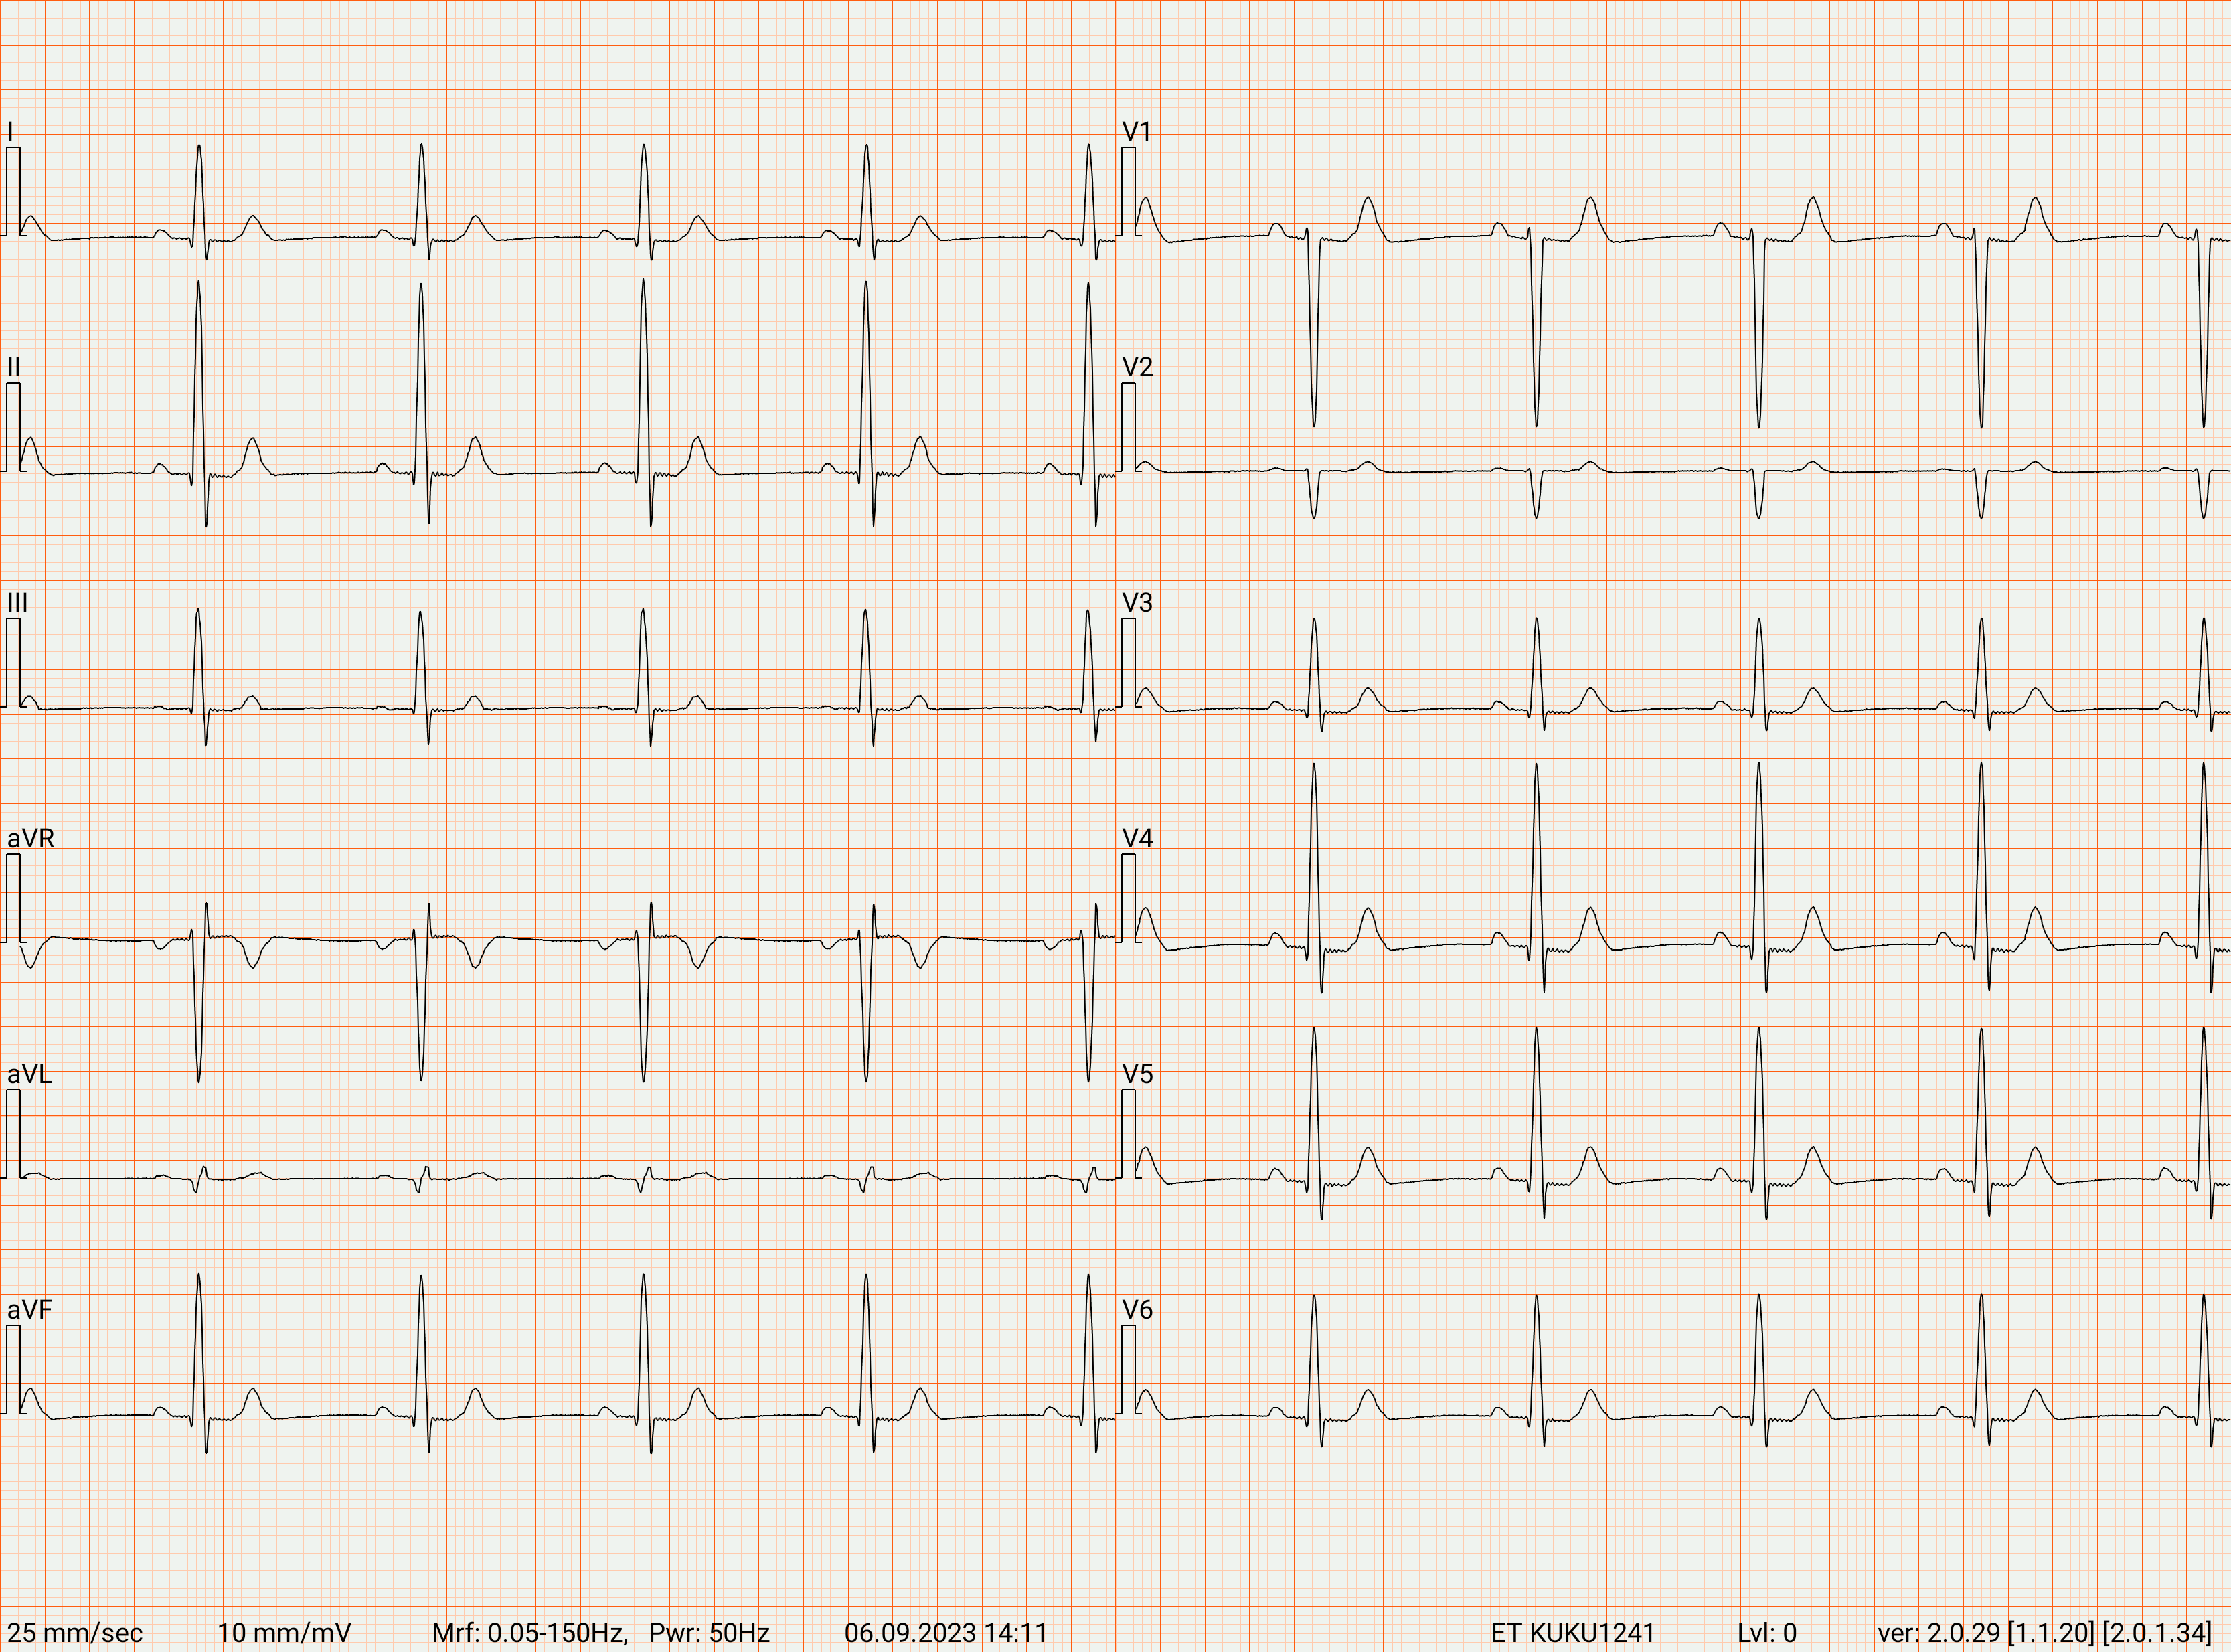 I
V1
II
V2
III
V3
aVR
V4
aVL
V5
aVF
V6
25 mm/sec 10 mm/mV Mrf: 0.05-150Hz, Pwr: 50Hz 06.09.2023 14:11 ET KUKU1241 Lvl: 0 ver: 2.0.29 [1.1.20] [2.0.1.34]